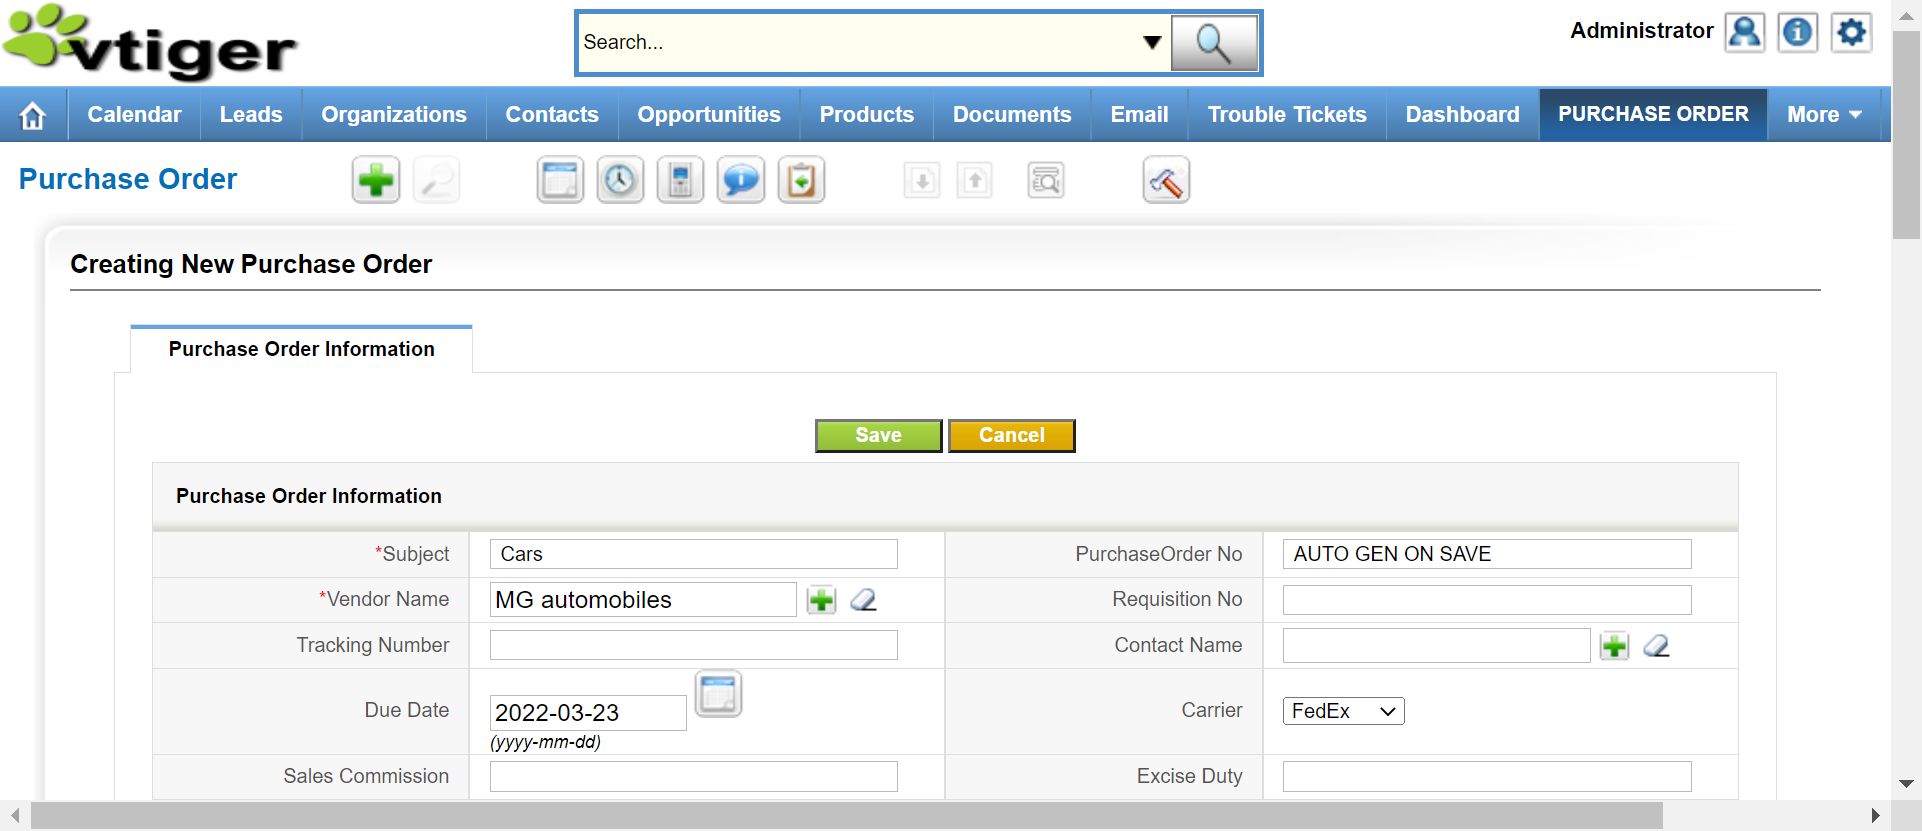 vtiger
Search...
Administrator
Calendar Leads Organizations Contacts Opportunities Products Documents Email Trouble Tickets Dashboard PURCHASE ORDER More
Purchase Order
Creating New Purchase Order
Purchase Order Information
Save Cancel
Purchase Order Information
*Subject Cars PurchaseOrder No AUTO GEN ON SAVE
*Vendor Name MG automobiles Requisition No
Tracking Number Contact Name
Due Date 2022-03-23 Carrier FedEx
(yyyy-mm-dd)
Sales Commission Excise Duty